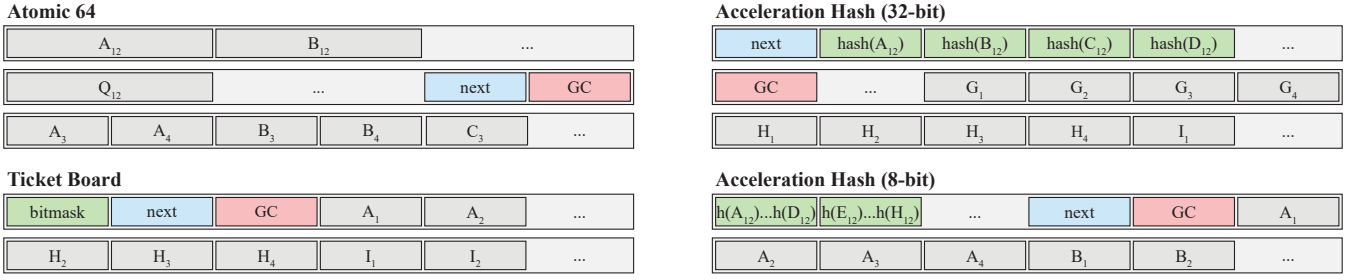 Atomic 64
A₁₂ B₁₂ ...
Q₁₂ ... next GC
A₃ A₄ B₃ B₄ C₃ ...
Acceleration Hash (32-bit)
next hash(A₁₂) hash(B₁₂) hash(C₁₂) hash(D₁₂) ...
GC ... G₁ G₂ G₃ G₄
H₁ H₂ H₃ H₄ I₁ ...
Ticket Board
bitmask next GC A₁ A₂ ...
H₂ H₃ H₄ I₁ I₂ ...
Acceleration Hash (8-bit)
h(A₁₂)...h(D₁₂) h(E₁₂)...h(H₁₂) ... next GC A₁
A₂ A₃ A₄ B₁ B₂ ...